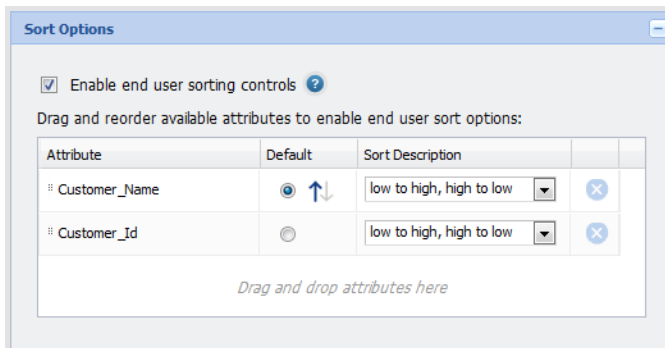 Sort Options
Enable end user sorting controls ?
Drag and reorder available attributes to enable end user sort options:
Attribute Default Sort Description
Customer_Name low to high, high to low
Customer_Id low to high, high to low
Drag and drop attributes here